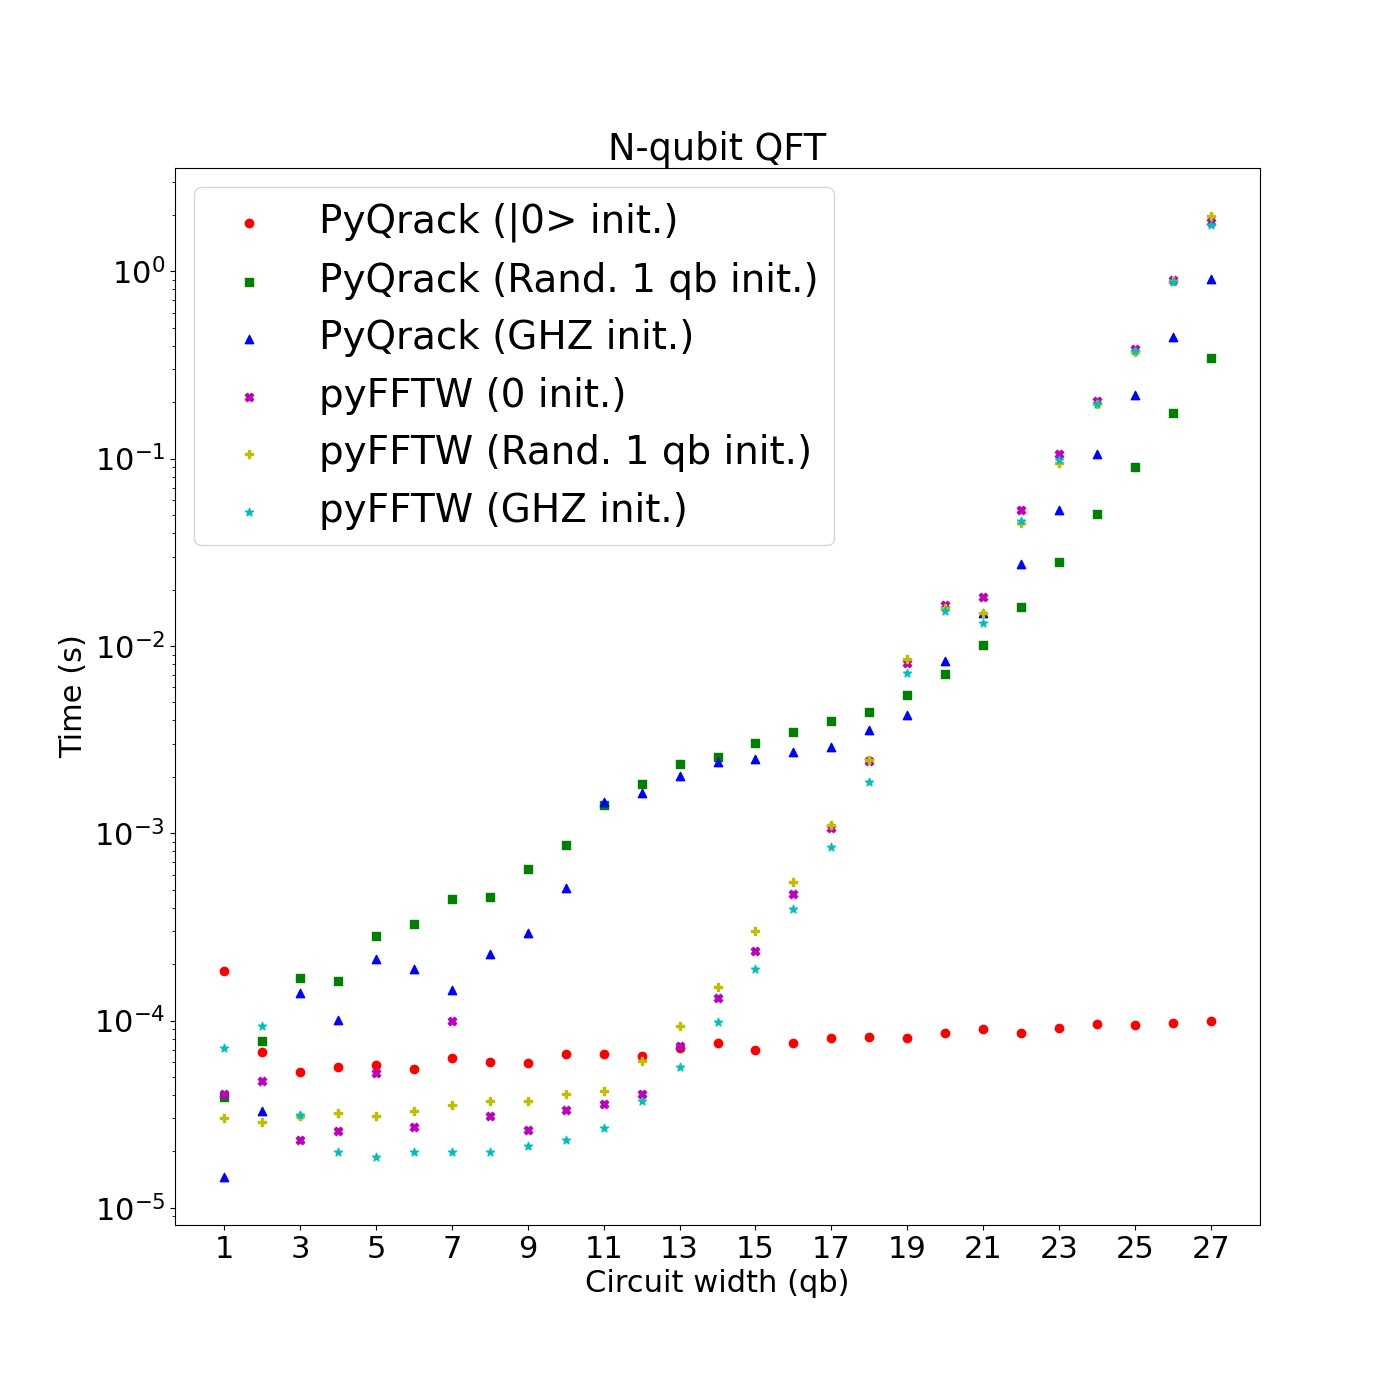 N-qubit QFT
PyQrack (|0> init.)
PyQrack (Rand. 1 qb init.)
PyQrack (GHZ init.)
pyFFTW (0 init.)
pyFFTW (Rand. 1 qb init.)
pyFFTW (GHZ init.)
Time (s)
10⁰
10⁻¹
10⁻²
10⁻³
10⁻⁴
10⁻⁵
1 3 5 7 9 11 13 15 17 19 21 23 25 27
Circuit width (qb)